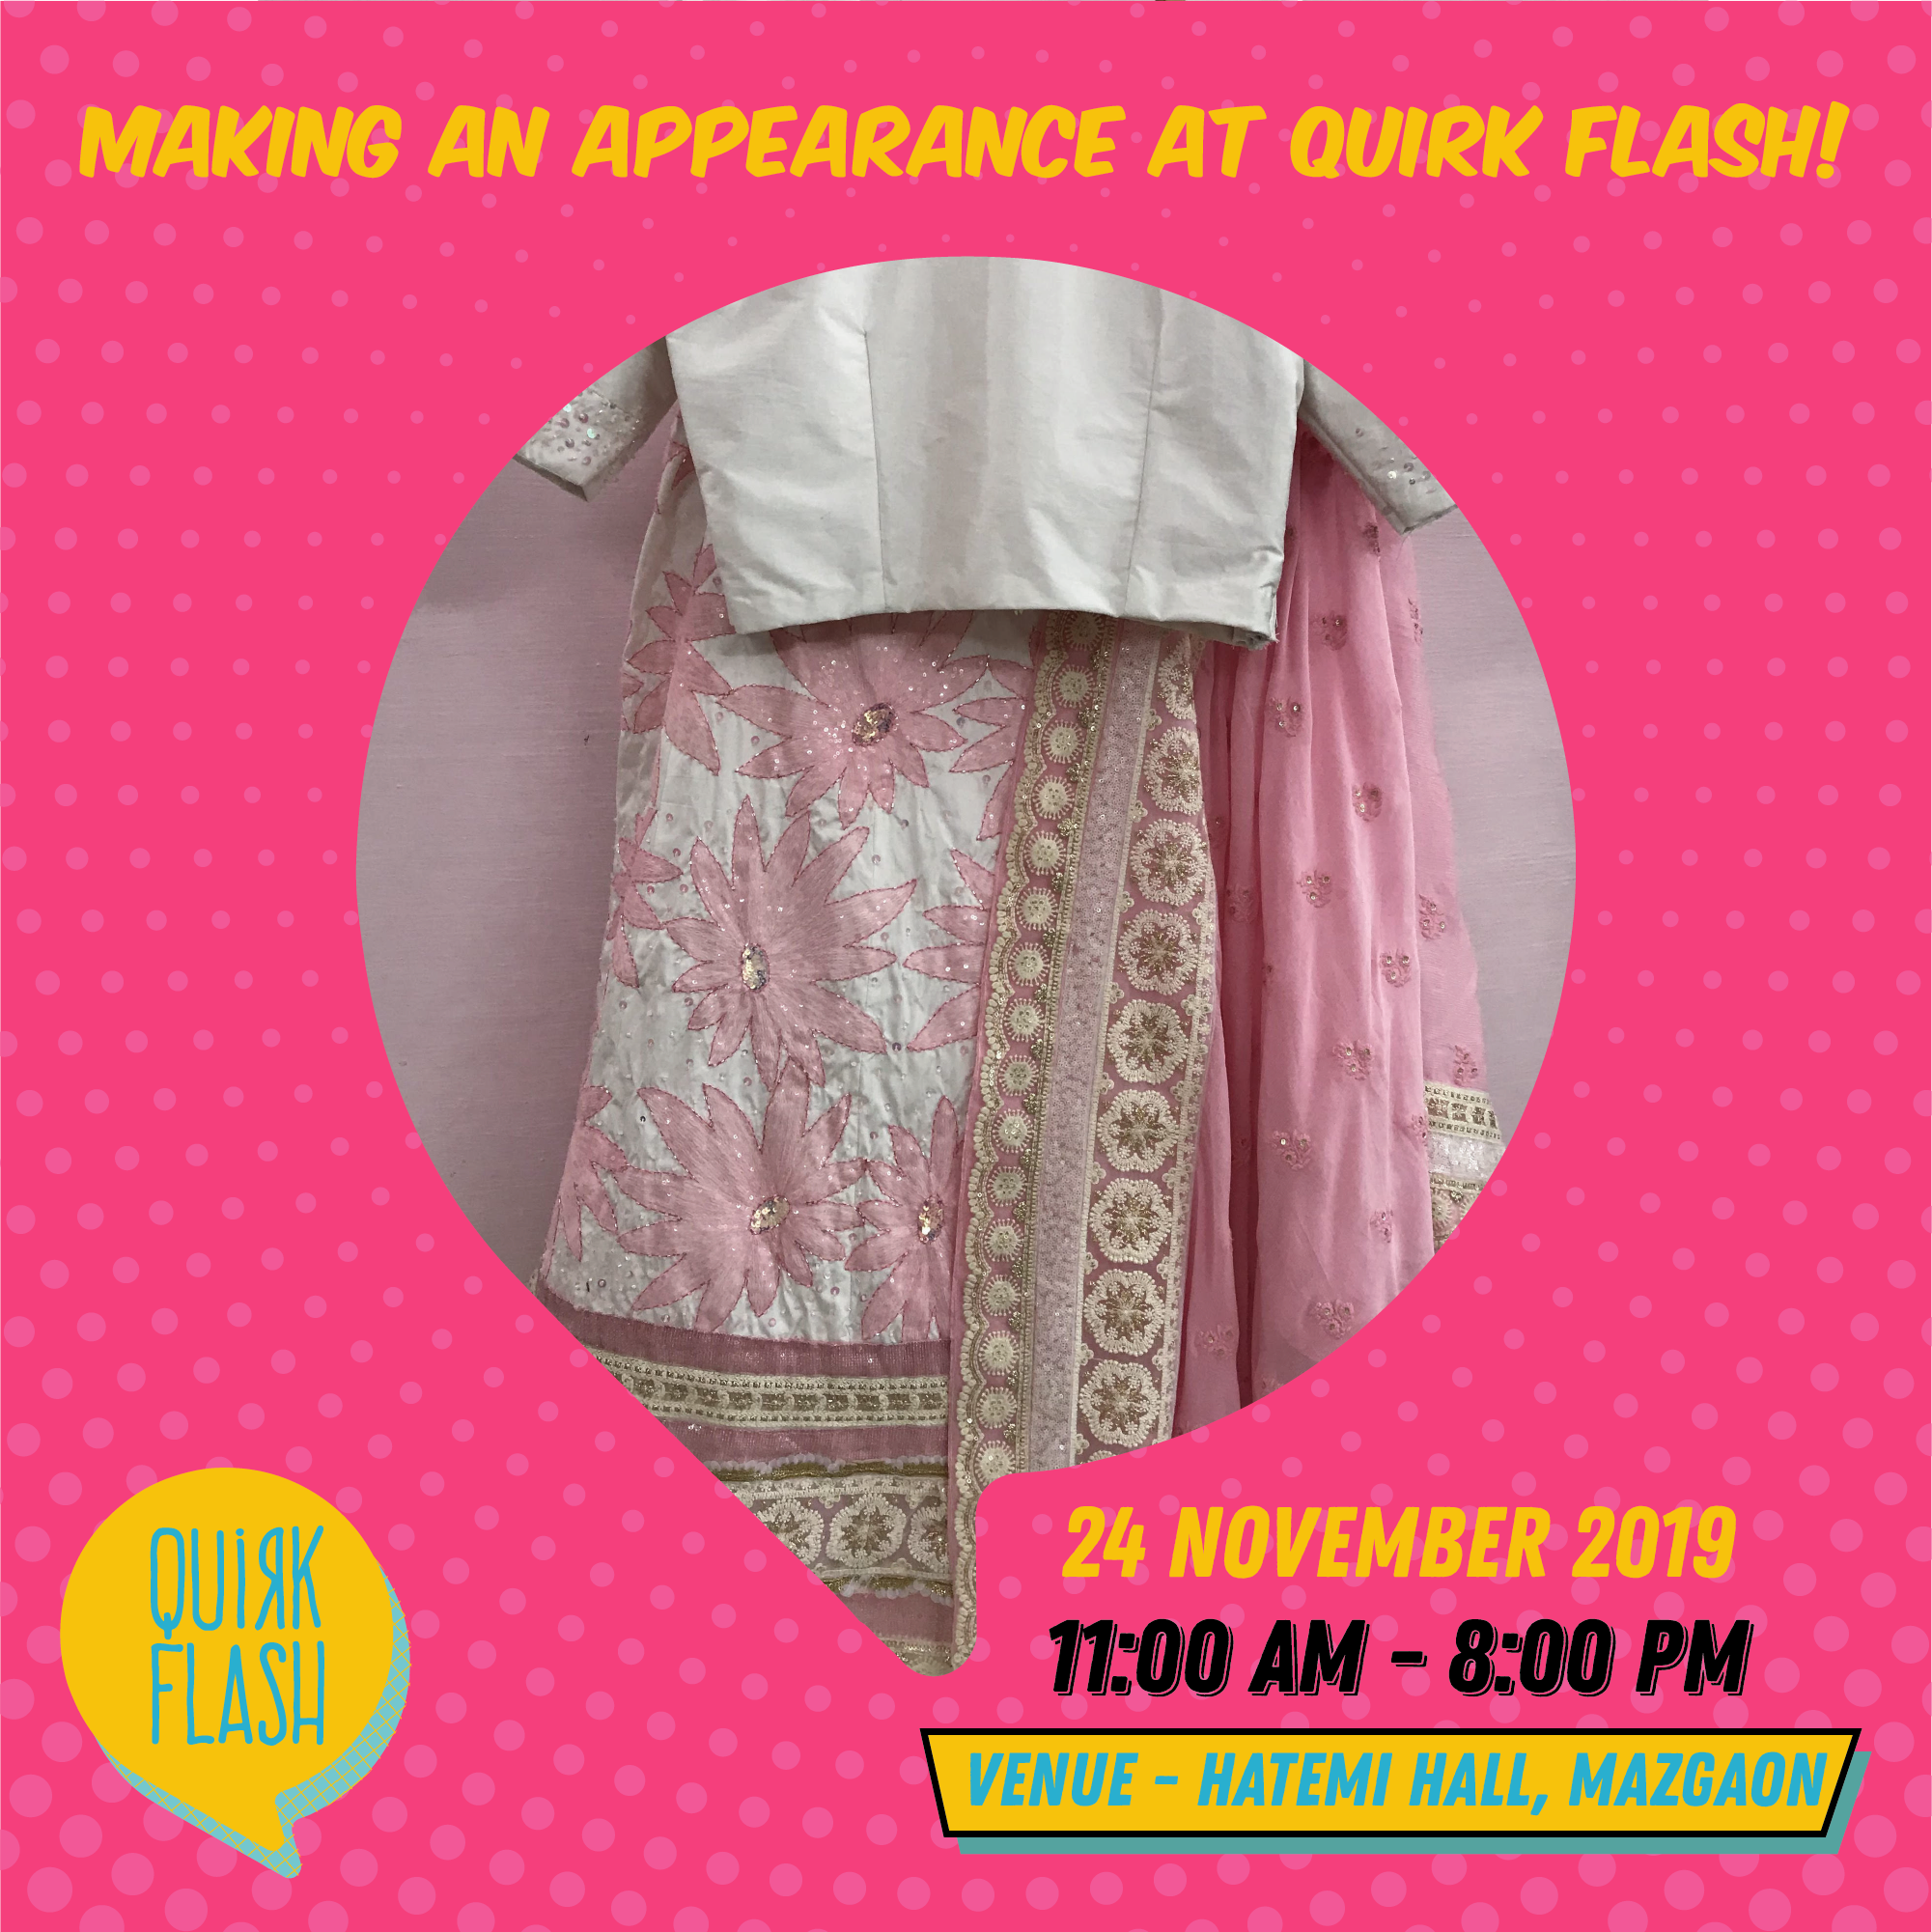 MAKING AN APPEARANCE AT QUIRK FLASH!
24 NOVEMBER 2019
11:00 AM - 8:00 PM
VENUE - HATEMI HALL, MAZGAON
QUiRK
FLASH